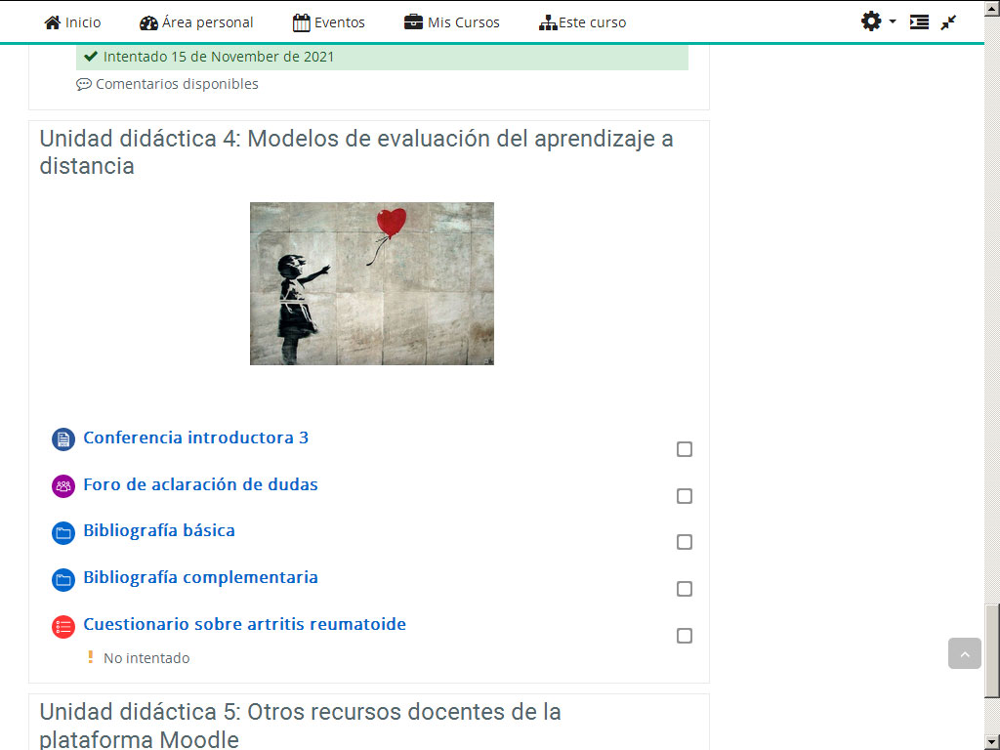 Inicio Área personal Eventos Mis Cursos Este curso
Intentado 15 de November de 2021
Comentarios disponibles
Unidad didáctica 4: Modelos de evaluación del aprendizaje a
distancia
Conferencia introductora 3
Foro de aclaración de dudas
Bibliografía básica
Bibliografía complementaria
Cuestionario sobre artritis reumatoide
No intentado
Unidad didáctica 5: Otros recursos docentes de la
plataforma Moodle